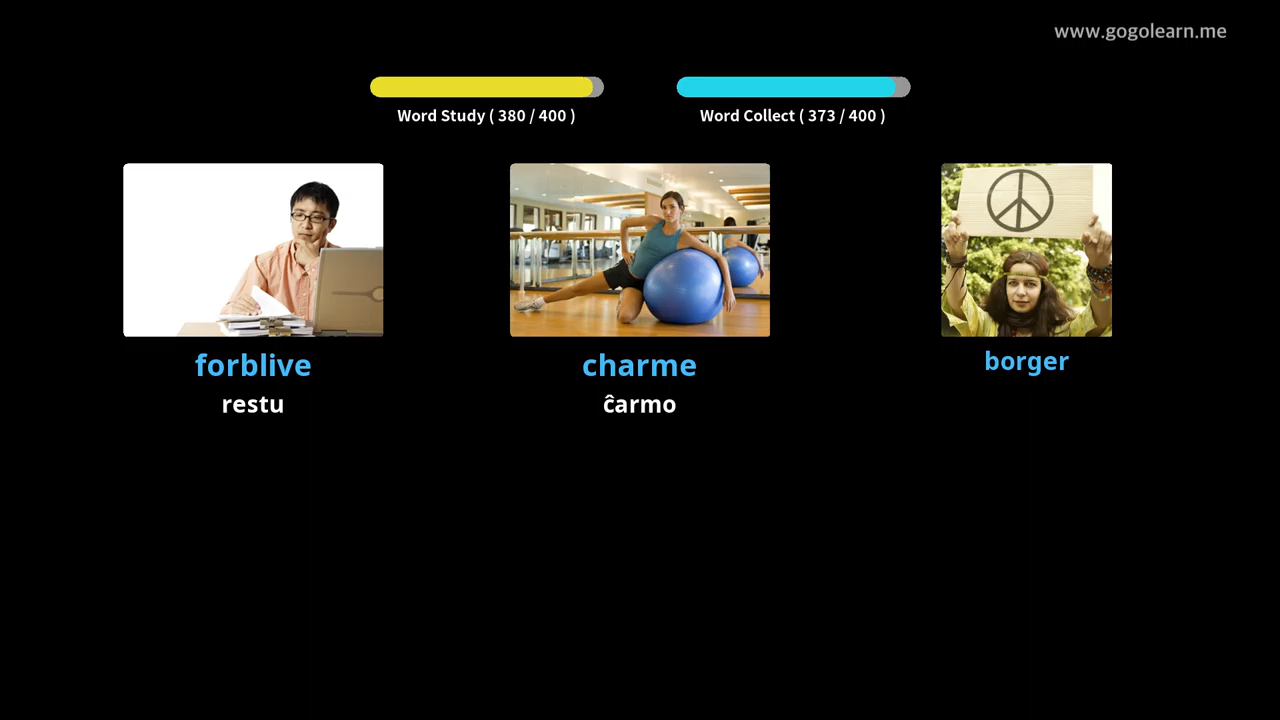 www.gogolearn.me
Word Study ( 380 / 400 )
Word Collect ( 373 / 400 )
forblive
restu
charme
ĉarmo
borger